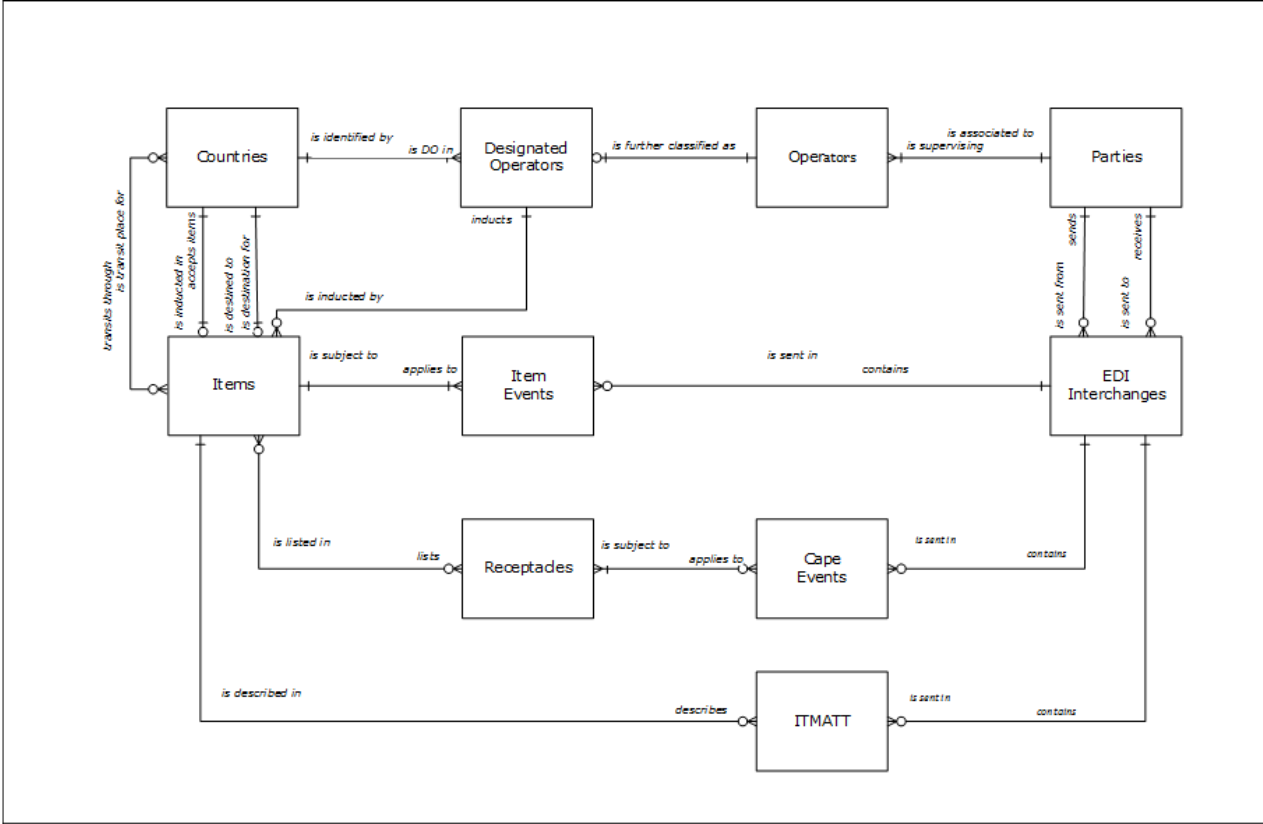 is identified by
is DO in
Countries
Designated
Operators
is further classified as
Operators
is associated to
is supervising
Parties
transits through
is transit place for
is inducted in
accepts items
is destined to
is destination for
inducts
is inducted by
is sent from
sends
is sent to
receives
Items
is subject to
applies to
Item
Events
is sent in
contains
EDI
Interchanges
is listed in
lists
Receptacles
is subject to
applies to
Cape
Events
is sent in
contains
is described in
describes
ITMATT
is sent in
contains